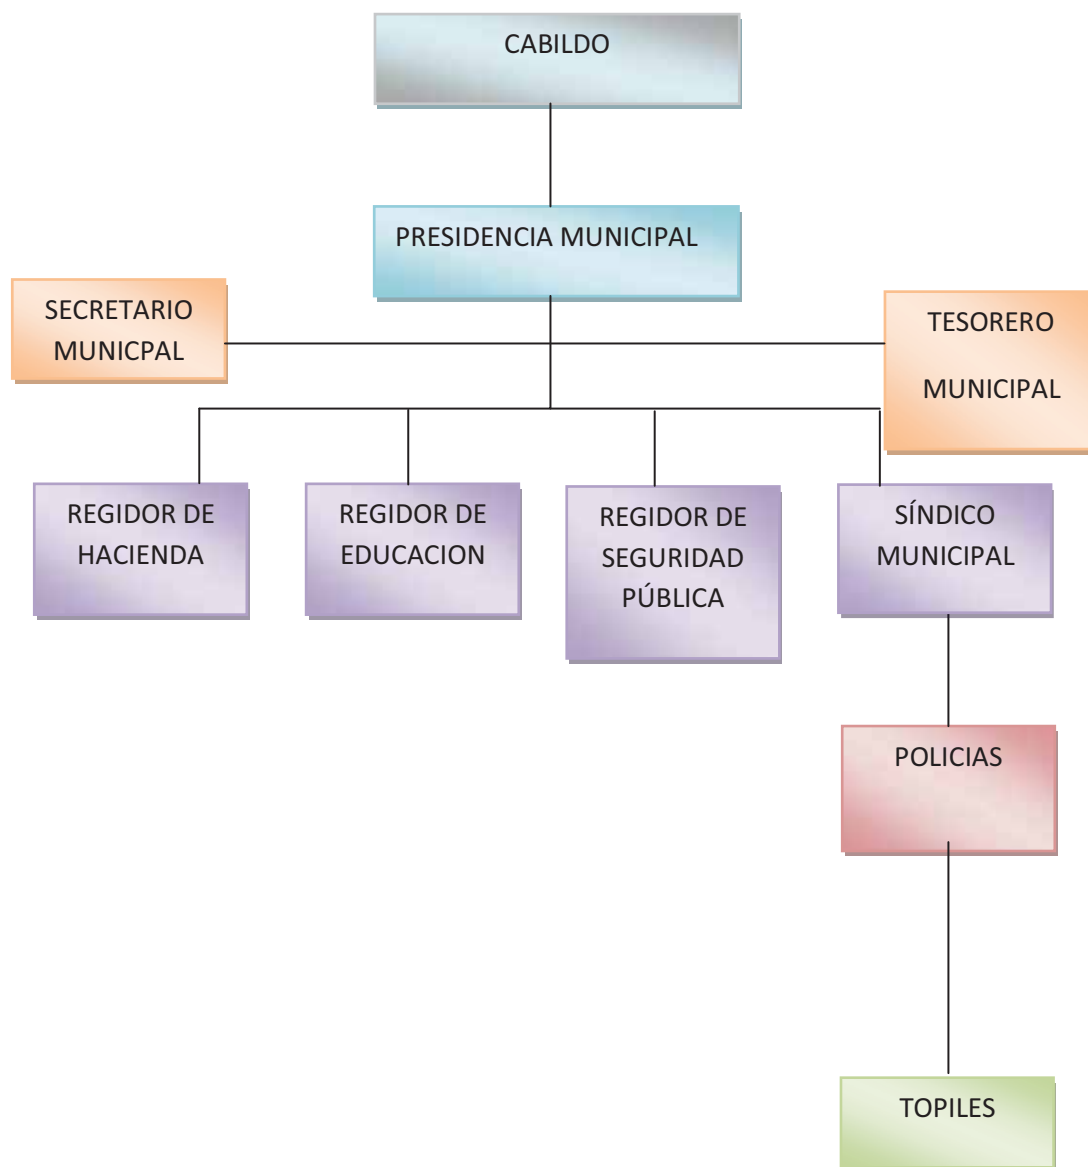 CABILDO
PRESIDENCIA MUNICIPAL
SECRETARIO
MUNICPAL
TESORERO
MUNICIPAL
REGIDOR DE
HACIENDA
REGIDOR DE
EDUCACION
REGIDOR DE
SEGURIDAD
PÚBLICA
SÍNDICO
MUNICIPAL
POLICIAS
TOPILES